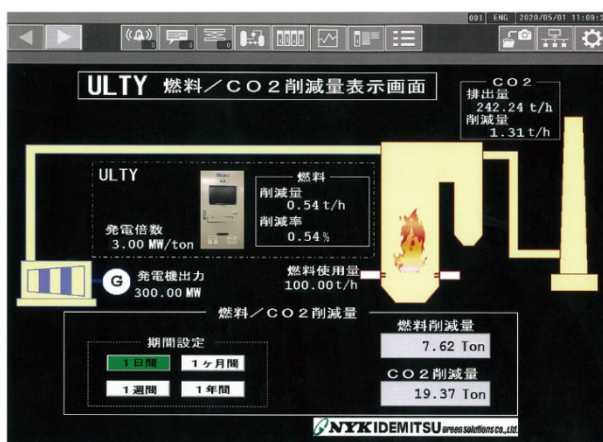 001 ENG 2020/05/01 11:09:2
ULTY 燃料/CO2削減量表示画面
CO2
排出量
242.24 t/h
削減量
1.31t/h
ULTY
燃料
削減量
0.54t/h
削減率
0.54%
発電倍数
3.00 MW/ton
G
発電機出力
300.00 MW
燃料使用量
100.00t/h
燃料/CO2削減量
期間設定
1日間 1ヶ月間
1週間 1年間
燃料削減量
7.62 Ton
CO2削減量
19.37 Ton
NYK IDEMITSU green solutions co.,ltd.